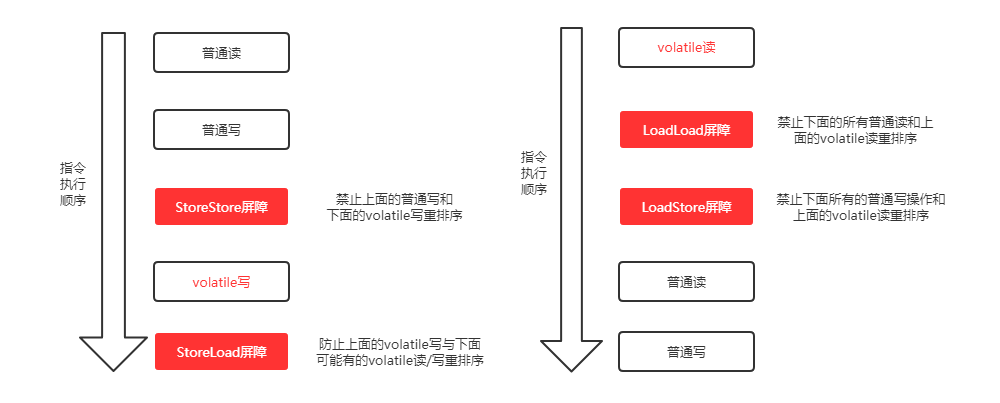 普通读
普通写
指令
执行
顺序
StoreStore屏障
禁止上面的普通写和
下面的volatile写重排序
volatile写
StoreLoad屏障
防止上面的volatile写与下面
可能有的volatile读/写重排序
volatile读
LoadLoad屏障
禁止下面的所有普通读和上
面的volatile读重排序
指令
执行
顺序
LoadStore屏障
禁止下面所有的普通写操作和
上面的volatile读重排序
普通读
普通写